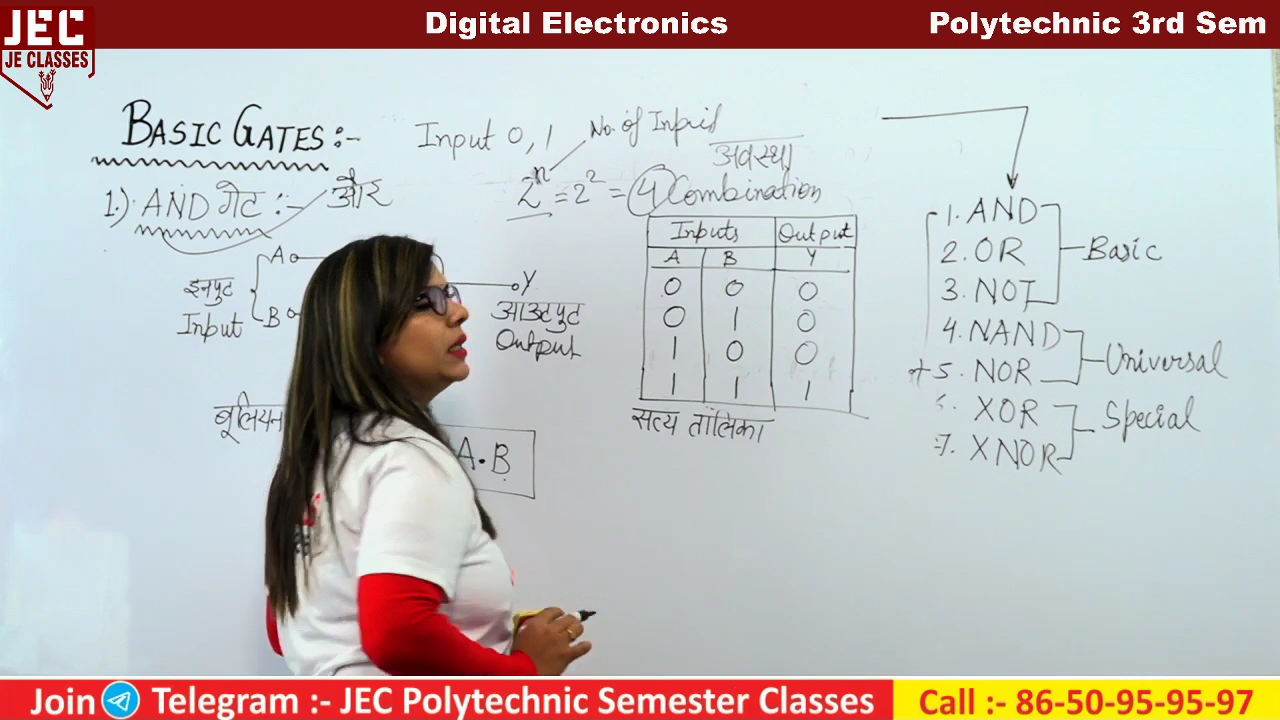 JEC
JE CLASSES
Digital Electronics
Polytechnic 3rd Sem
BASIC GATES :-
Input 0, 1
No. of Inputs
अवस्था
1.) AND गेट :- और
2ⁿ = 2² = 4 Combination
A
B
इनपुट
Input
Y
आउटपुट
Output
बूलियन
A.B
Inputs Output
A B Y
0 0 0
0 1 0
1 0 0
1 1 1
सत्य तालिका
1. AND
2. OR
3. NOT
Basic
4. NAND
5. NOR
Universal
XOR
7. XNOR
Special
Join Telegram :- JEC Polytechnic Semester Classes
Call :- 86-50-95-95-97